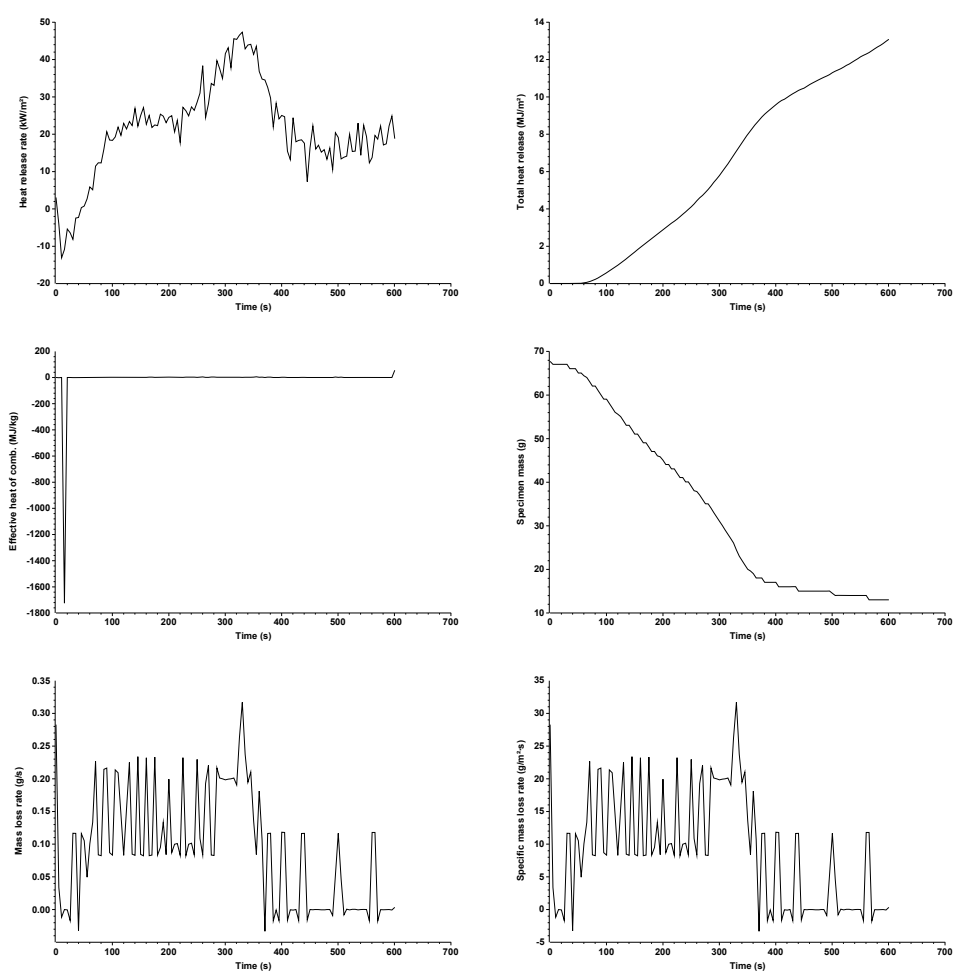 Heat release rate (kW/m²)
50
40
30
20
10
0
-10
-20
0 100 200 300 400 500 600 700
Time (s)
Total heat release (MJ/m²)
14
12
10
8
6
4
2
0
0 100 200 300 400 500 600 700
Time (s)
Effective heat of comb. (MJ/kg)
200
0
-200
-400
-600
-800
-1000
-1200
-1400
-1600
-1800
0 100 200 300 400 500 600 700
Time (s)
Specimen mass (g)
70
60
50
40
30
20
10
0 100 200 300 400 500 600 700
Time (s)
Mass loss rate (g/s)
0.35
0.30
0.25
0.20
0.15
0.10
0.05
0.00
0 100 200 300 400 500 600 700
Time (s)
Specific mass loss rate (g/m²·s)
35
30
25
20
15
10
5
0
-5
0 100 200 300 400 500 600 700
Time (s)